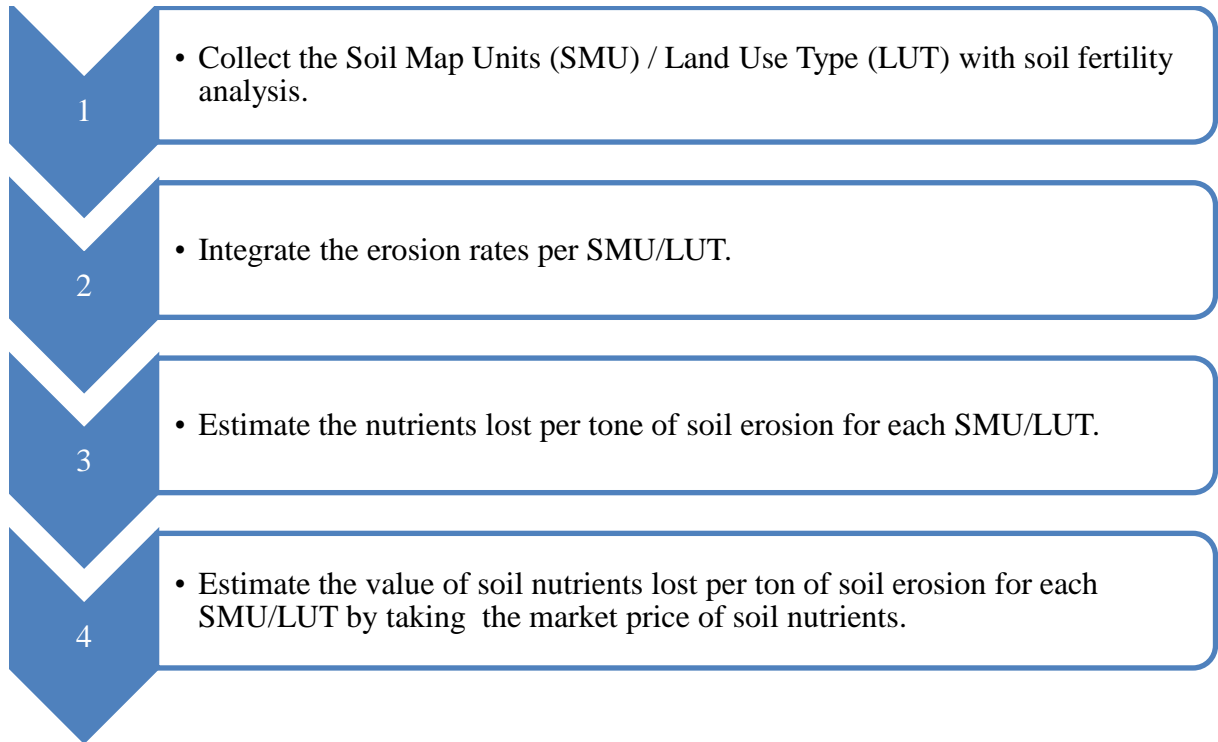 1
• Collect the Soil Map Units (SMU) / Land Use Type (LUT) with soil fertility
analysis.
2
• Integrate the erosion rates per SMU/LUT.
3
• Estimate the nutrients lost per tone of soil erosion for each SMU/LUT.
4
• Estimate the value of soil nutrients lost per ton of soil erosion for each
SMU/LUT by taking  the market price of soil nutrients.